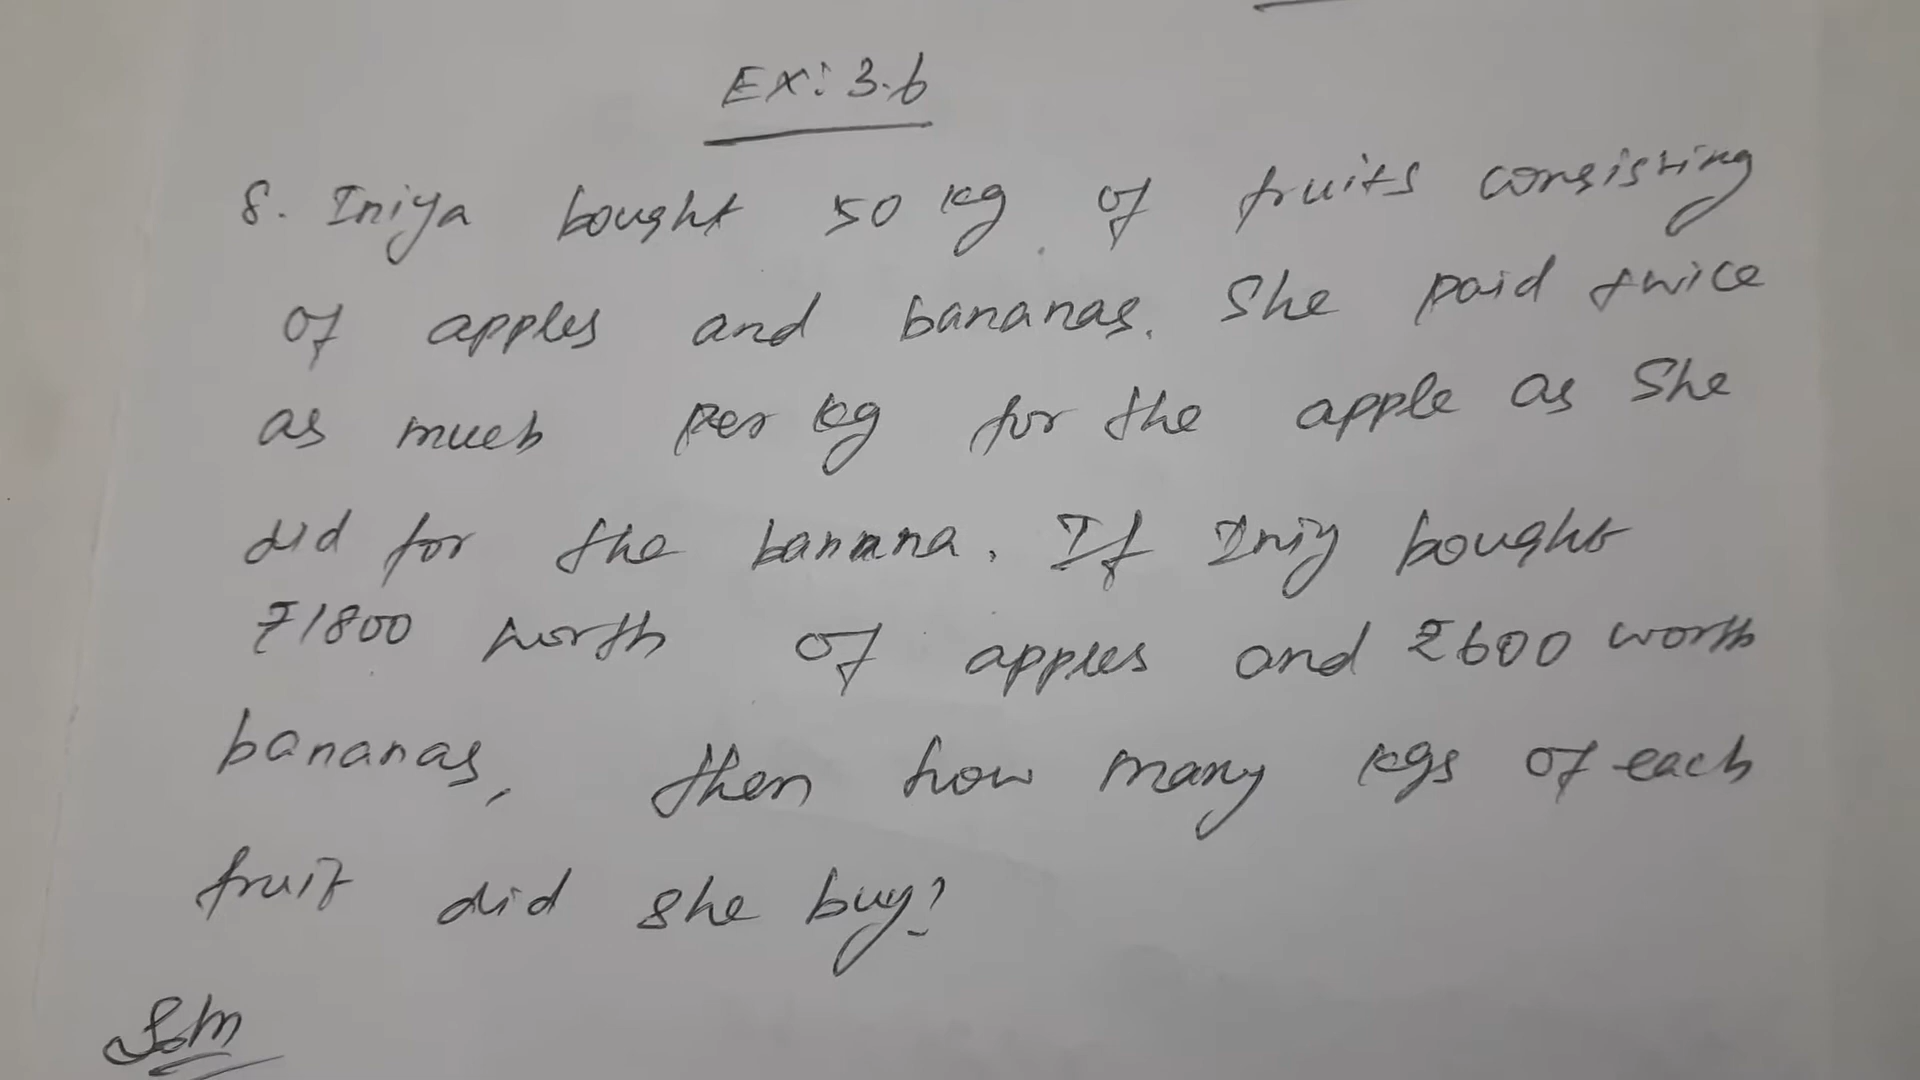 Ex: 3.6
8. Iniya bought 50 kg of fruits consisting
of apples and bananas. She paid twice
as much per kg for the apple as She
did for the banana. If Iniy bought
₹1800 worth of apples and ₹600 worth
bananas, then how many kgs of each
fruit did she buy?
Soln